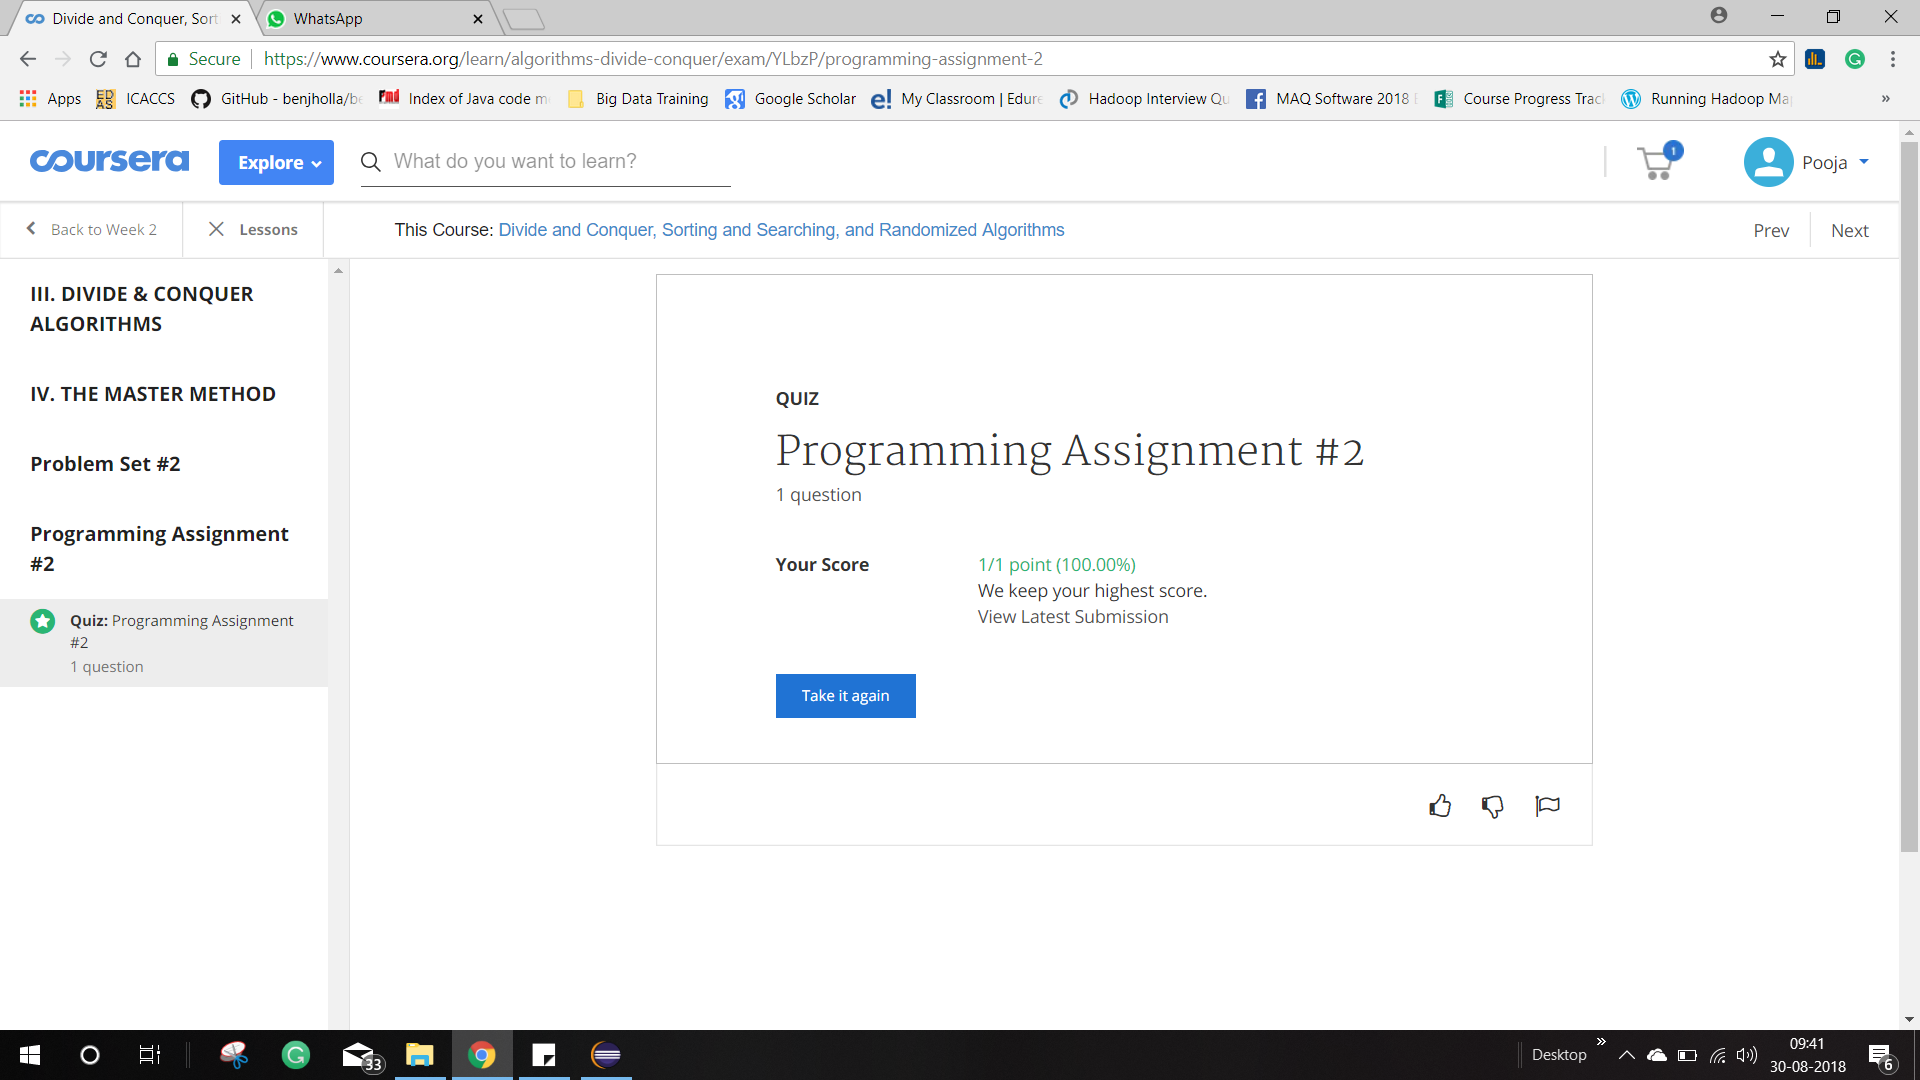 Divide and Conquer, Sort
WhatsApp
Secure
https://www.coursera.org/learn/algorithms-divide-conquer/exam/YLbzP/programming-assignment-2
Apps
EDAS
ICACCS
GitHub - benjholla/be
Fmd
Index of Java code m
Big Data Training
Google Scholar
e!
My Classroom | Edure
Hadoop Interview Qu
MAQ Software 2018
Course Progress Trac
Running Hadoop Ma
coursera
Explore
What do you want to learn?
1
Pooja
Back to Week 2
Lessons
This Course: Divide and Conquer, Sorting and Searching, and Randomized Algorithms
Prev
Next
III. DIVIDE & CONQUER
ALGORITHMS
IV. THE MASTER METHOD
Problem Set #2
Programming Assignment
#2
Quiz: Programming Assignment
#2
1 question
QUIZ
Programming Assignment #2
1 question
Your Score
1/1 point (100.00%)
We keep your highest score.
View Latest Submission
Take it again
33
Desktop
09:41
30-08-2018
6